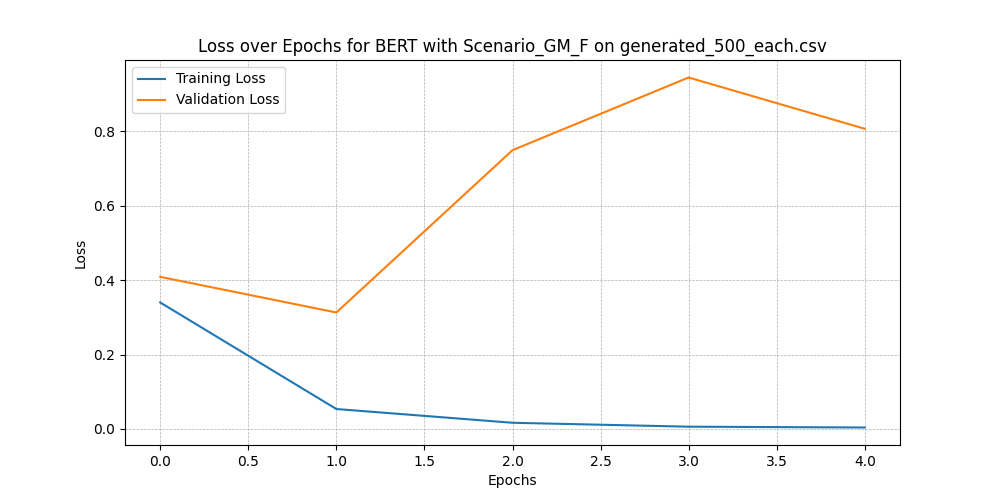 Loss over Epochs for BERT with Scenario_GM_F on generated_500_each.csv
Training Loss
Validation Loss
0.8
0.6
0.4
0.2
0.0
Loss
0.0 0.5 1.0 1.5 2.0 2.5 3.0 3.5 4.0
Epochs